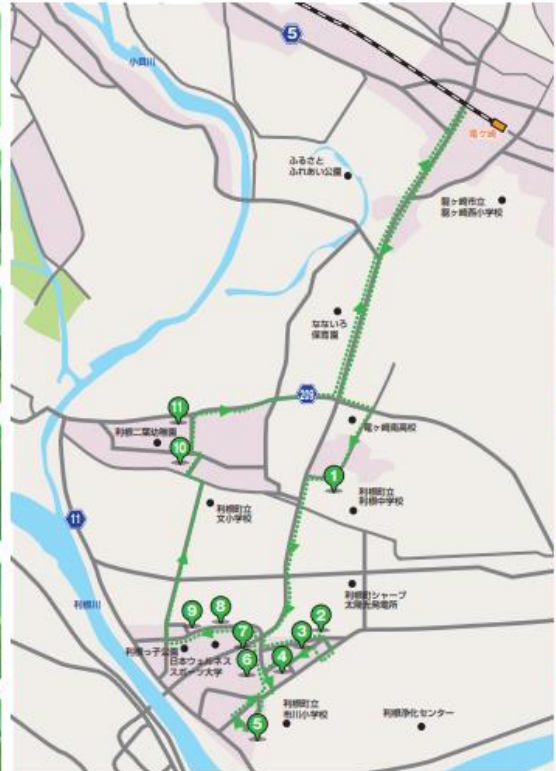 5
小貝川
竜ヶ崎
ふるさと
ふれあい公園
龍ヶ崎市立
龍ヶ崎西小学校
なないろ
保育園
209
11
竜ヶ崎南高校
利根二葉幼稚園
10
1
利根町立
利根中学校
利根町立
文小学校
11
利根川
利根町シャープ
太陽光発電所
9
8
2
7
3
利根っ子公園
日本ウェルネス
スポーツ大学
6
4
利根町立
布川小学校
5
利根浄化センター